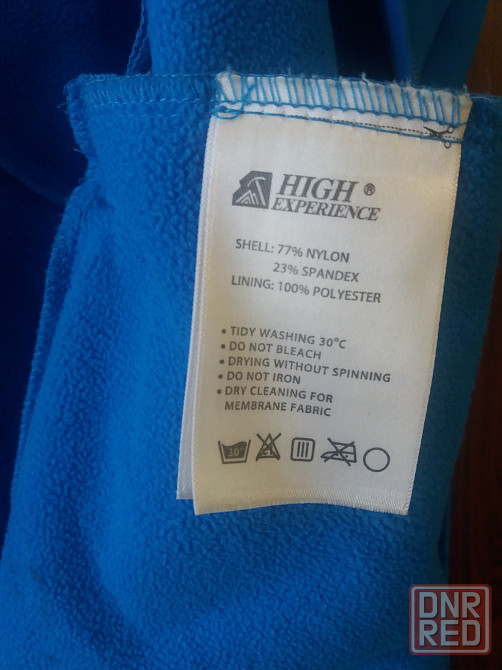 HIGH ®
EXPERIENCE
SHELL: 77% NYLON
23% SPANDEX
LINING: 100% POLYESTER
• TIDY WASHING 30°C
• DO NOT BLEACH
• DRYING WITHOUT SPINNING
• DO NOT IRON
• DRY CLEANING FOR
MEMBRANE FABRIC
30
DNR
RED